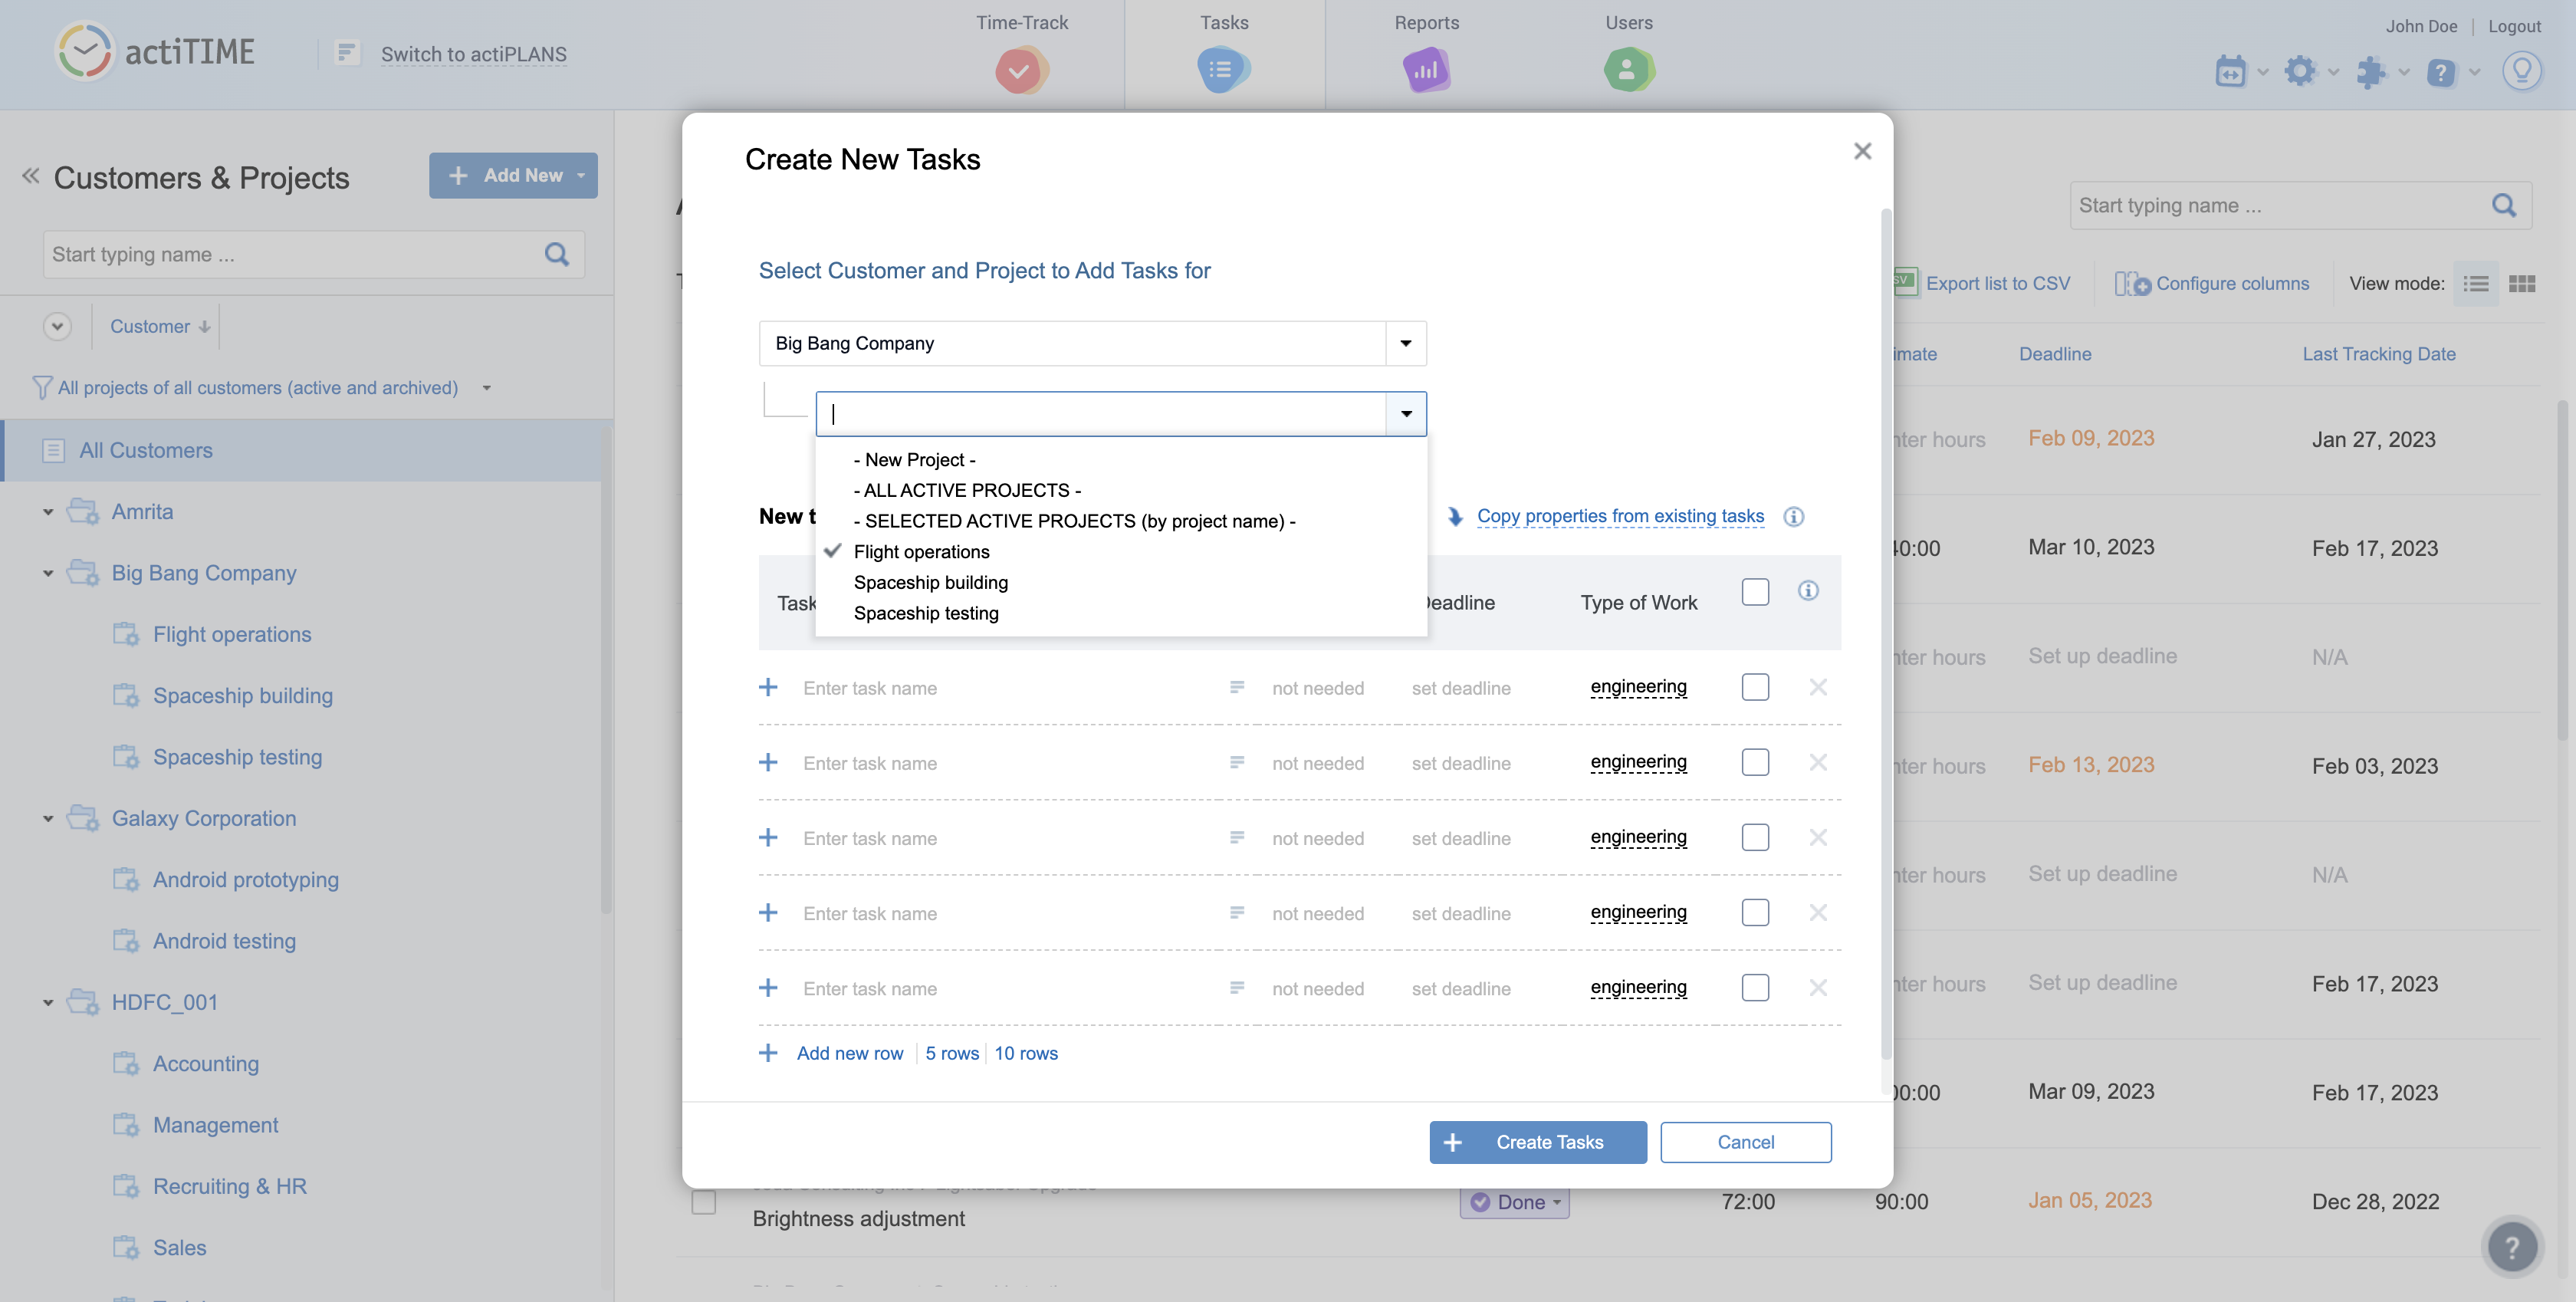 actiTIME
Switch to actiPLANS
Time-Track
Tasks
Reports
Users
John Doe
Logout
Customers & Projects
Add New
Start typing name ...
Customer
All projects of all customers (active and archived)
All Customers
Amrita
Big Bang Company
Flight operations
Spaceship building
Spaceship testing
Galaxy Corporation
Android prototyping
Android testing
HDFC_001
Accounting
Management
Recruiting & HR
Sales
Create New Tasks
Select Customer and Project to Add Tasks for
Big Bang Company
- New Project -
- ALL ACTIVE PROJECTS -
- SELECTED ACTIVE PROJECTS (by project name) -
Flight operations
Spaceship building
Spaceship testing
New t
Copy properties from existing tasks
Task
eadline
Type of Work
Enter task name not needed set deadline engineering
Enter task name not needed set deadline engineering
Enter task name not needed set deadline engineering
Enter task name not needed set deadline engineering
Enter task name not needed set deadline engineering
Add new row 5 rows 10 rows
Create Tasks
Cancel
Start typing name ...
Export list to CSV
Configure columns
View mode:
imate Deadline Last Tracking Date
nter hours Feb 09, 2023 Jan 27, 2023
40:00 Mar 10, 2023 Feb 17, 2023
nter hours Set up deadline N/A
nter hours Feb 13, 2023 Feb 03, 2023
nter hours Set up deadline N/A
nter hours Set up deadline Feb 17, 2023
00:00 Mar 09, 2023 Feb 17, 2023
Brightness adjustment Done 72:00 90:00 Jan 05, 2023 Dec 28, 2022